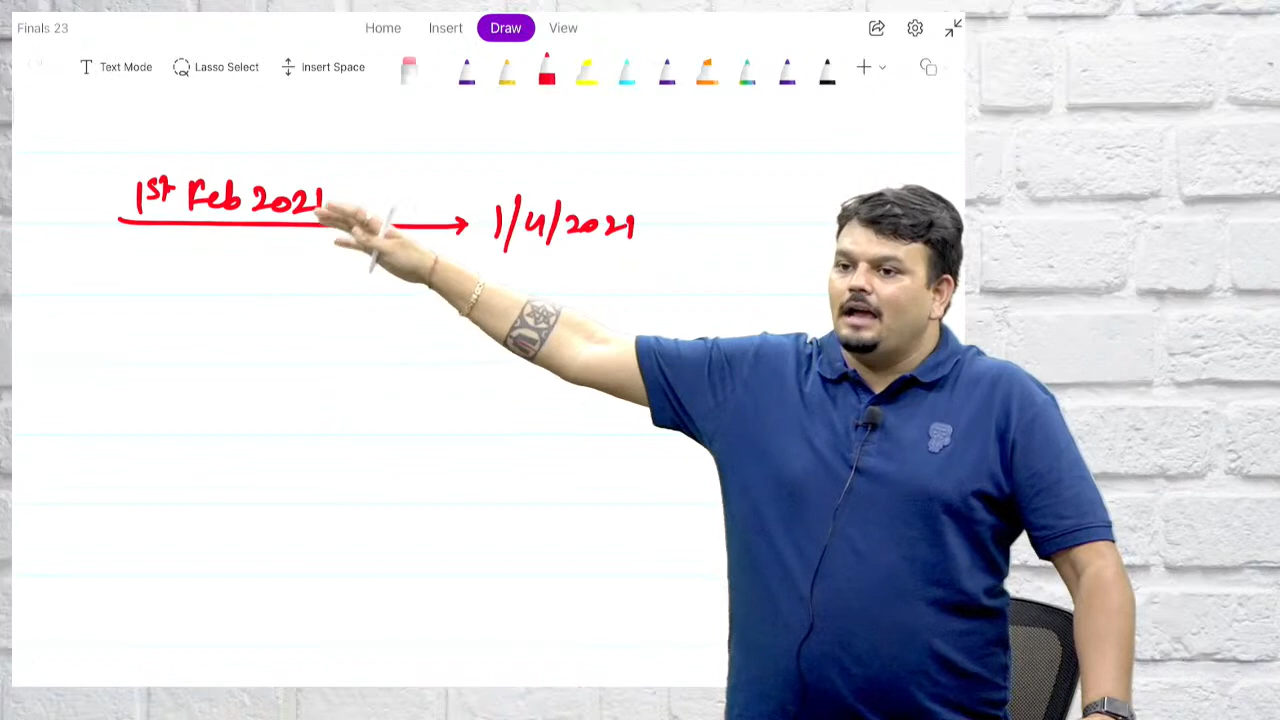 Finals 23
Home Insert Draw View
Text Mode Lasso Select Insert Space
1st Feb 2021
1/4/2021